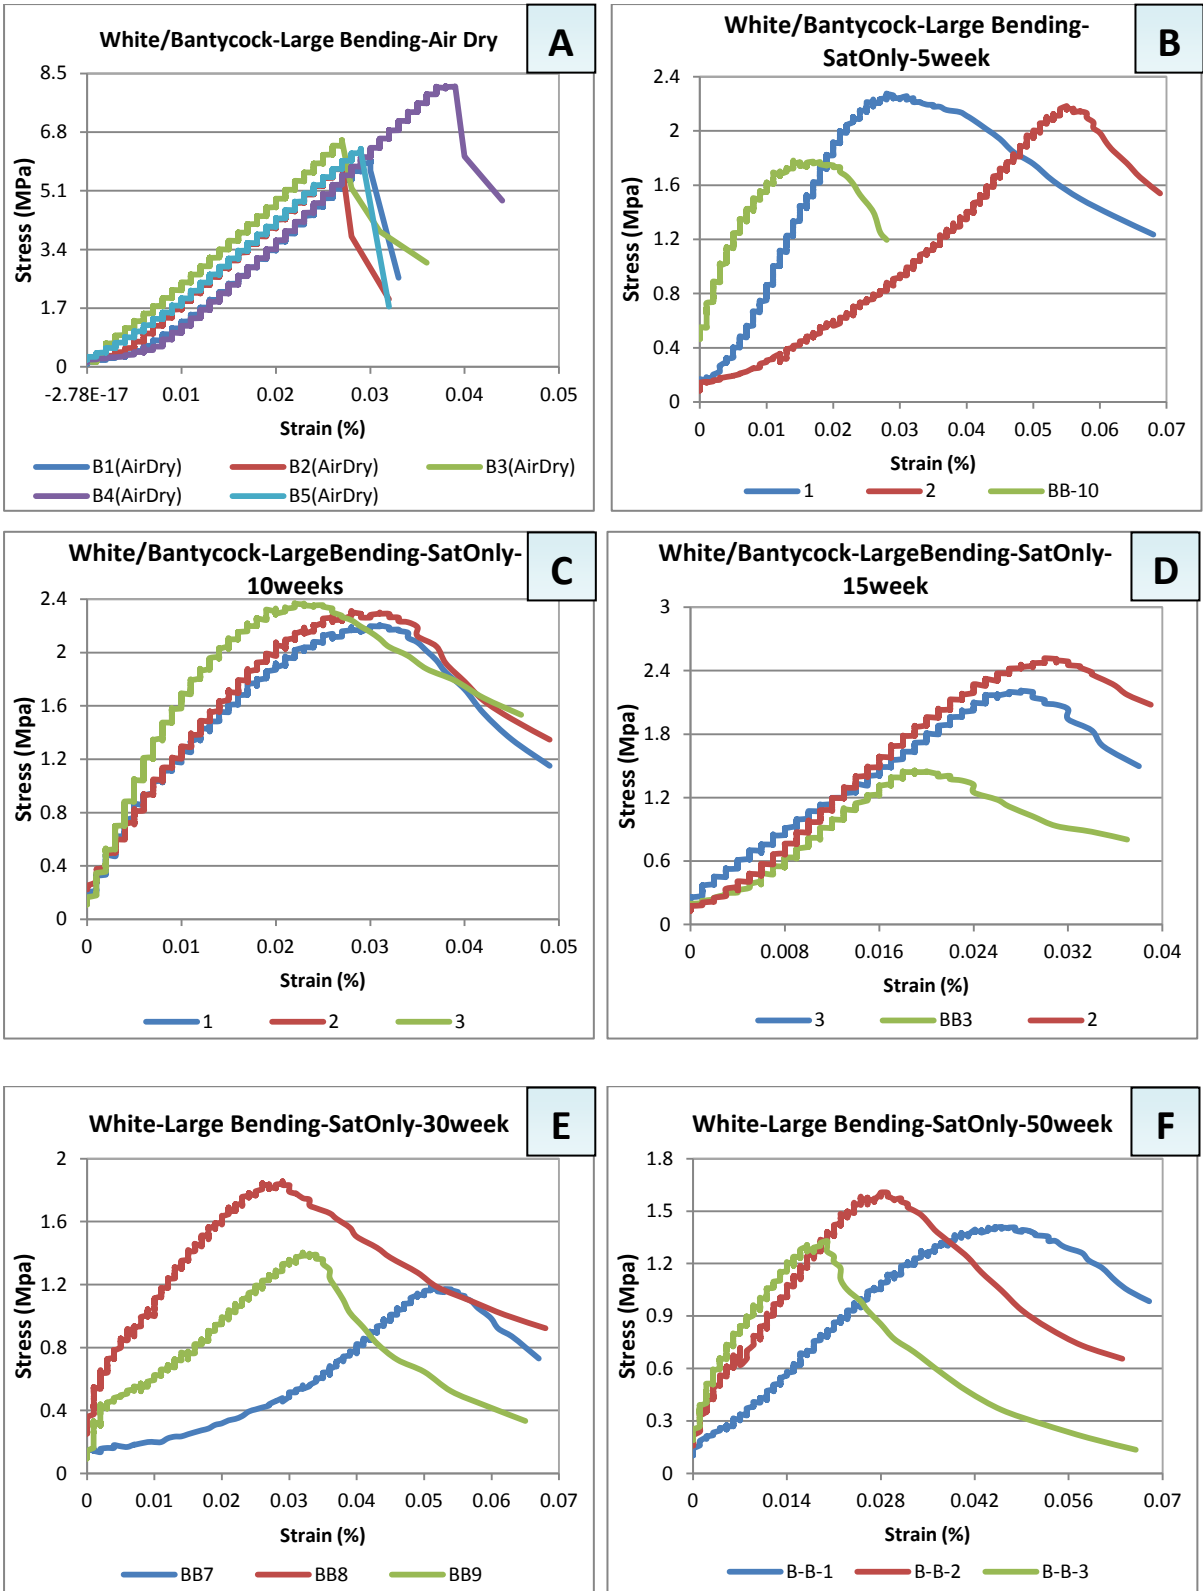 White/Bantycock-Large Bending-Air Dry
A
Stress (MPa)
8.5
6.8
5.1
3.4
1.7
0
-2.78E-17 0.01 0.02 0.03 0.04 0.05
Strain (%)
B1(AirDry) B2(AirDry) B3(AirDry)
B4(AirDry) B5(AirDry)
White/Bantycock-Large Bending-
SatOnly-5week
B
Stress (Mpa)
2.4
2
1.6
1.2
0.8
0.4
0
0 0.01 0.02 0.03 0.04 0.05 0.06 0.07
Strain (%)
1 2 BB-10
White/Bantycock-LargeBending-SatOnly-
10weeks
C
Stress (Mpa)
2.4
2
1.6
1.2
0.8
0.4
0
0 0.01 0.02 0.03 0.04 0.05
Strain (%)
1 2 3
White/Bantycock-LargeBending-SatOnly-
15week
D
Stress (Mpa)
3
2.4
1.8
1.2
0.6
0
0 0.008 0.016 0.024 0.032 0.04
Strain (%)
3 BB3 2
White-Large Bending-SatOnly-30week
E
Stress (Mpa)
2
1.6
1.2
0.8
0.4
0
0 0.01 0.02 0.03 0.04 0.05 0.06 0.07
Strain (%)
BB7 BB8 BB9
White-Large Bending-SatOnly-50week
F
Stress (Mpa)
1.8
1.5
1.2
0.9
0.6
0.3
0
0 0.014 0.028 0.042 0.056 0.07
Strain (%)
B-B-1 B-B-2 B-B-3